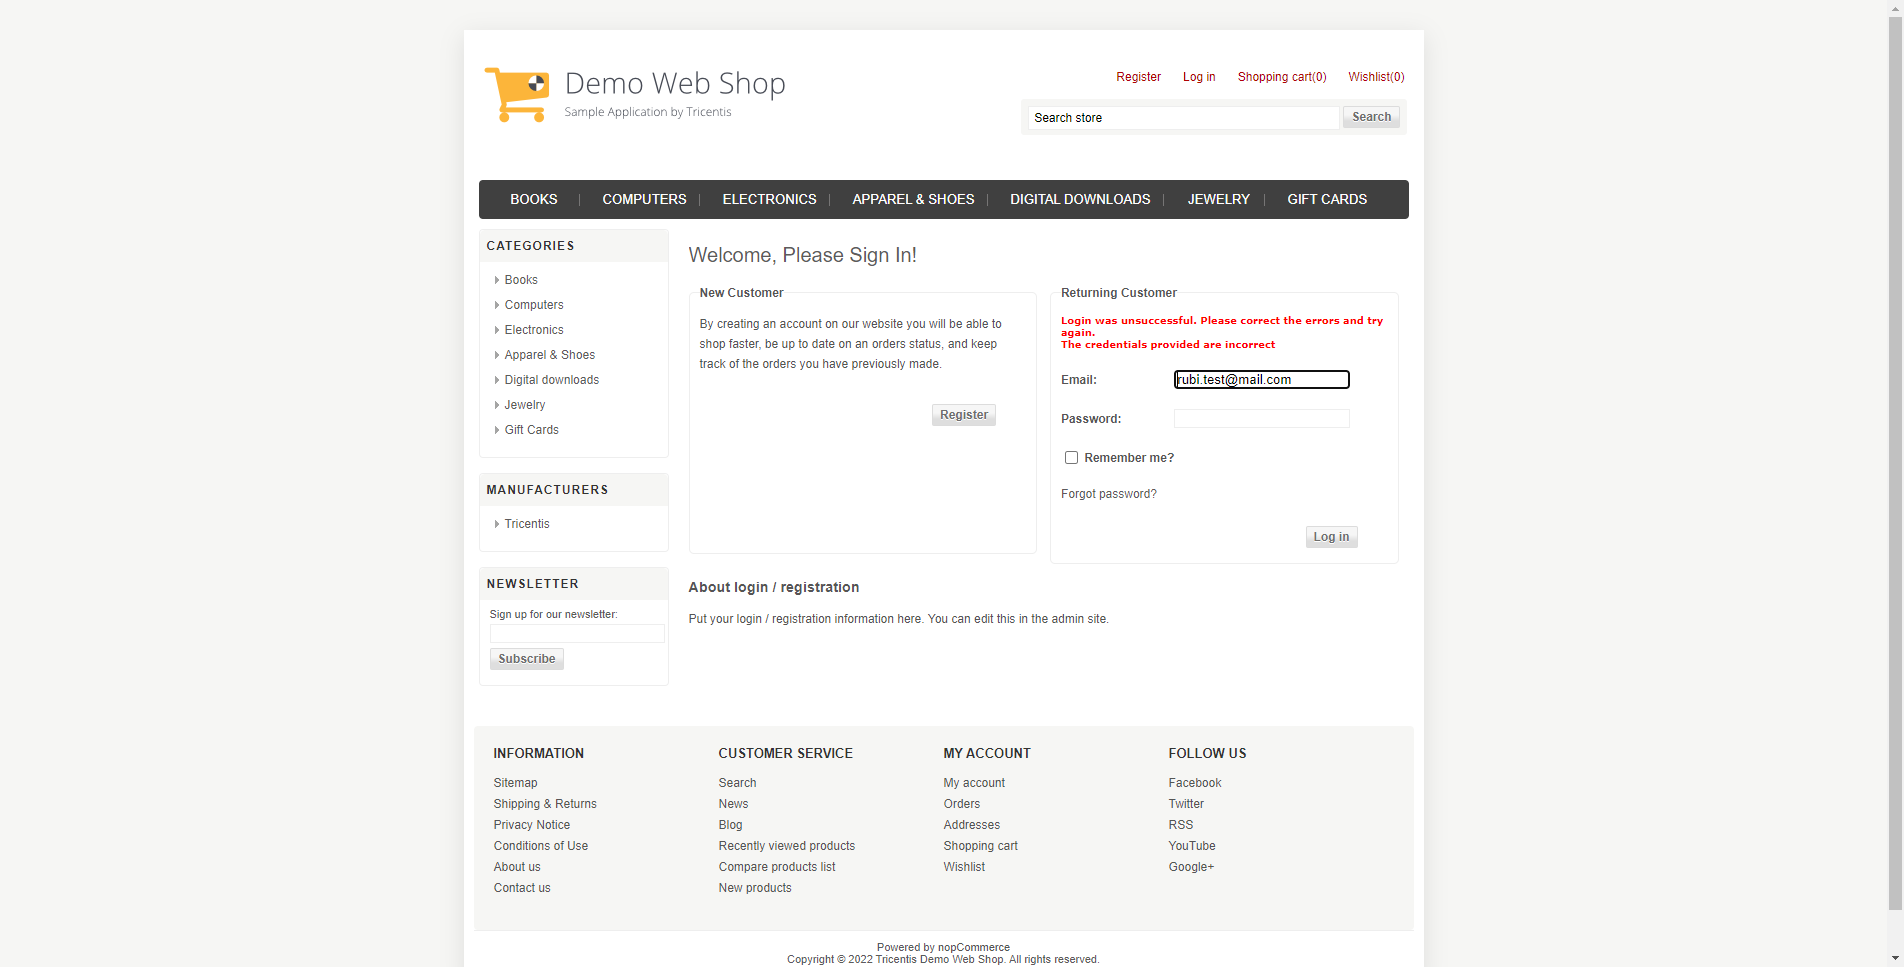 Demo Web Shop
Sample Application by Tricentis
Register Log in Shopping cart(0) Wishlist(0)
Search store Search
BOOKS COMPUTERS ELECTRONICS APPAREL & SHOES DIGITAL DOWNLOADS JEWELRY GIFT CARDS
CATEGORIES
Books
Computers
Electronics
Apparel & Shoes
Digital downloads
Jewelry
Gift Cards
MANUFACTURERS
Tricentis
NEWSLETTER
Sign up for our newsletter:
Subscribe
Welcome, Please Sign In!
New Customer
By creating an account on our website you will be able to
shop faster, be up to date on an orders status, and keep
track of the orders you have previously made.
Register
Returning Customer
Login was unsuccessful. Please correct the errors and try
again.
The credentials provided are incorrect
Email: rubi.test@mail.com
Password:
Remember me?
Forgot password?
Log in
About login / registration
Put your login / registration information here. You can edit this in the admin site.
INFORMATION
Sitemap
Shipping & Returns
Privacy Notice
Conditions of Use
About us
Contact us
CUSTOMER SERVICE
Search
News
Blog
Recently viewed products
Compare products list
New products
MY ACCOUNT
My account
Orders
Addresses
Shopping cart
Wishlist
FOLLOW US
Facebook
Twitter
RSS
YouTube
Google+
Powered by nopCommerce
Copyright © 2022 Tricentis Demo Web Shop. All rights reserved.